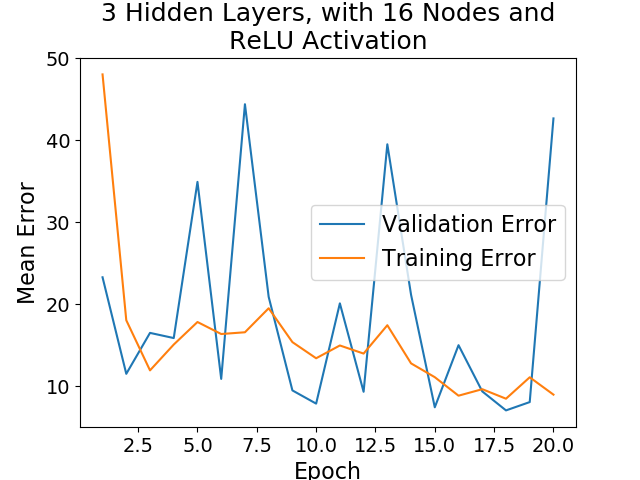 3 Hidden Layers, with 16 Nodes and
ReLU Activation
50
40
30
20
10
Mean Error
Validation Error
Training Error
2.5 5.0 7.5 10.0 12.5 15.0 17.5 20.0
Epoch